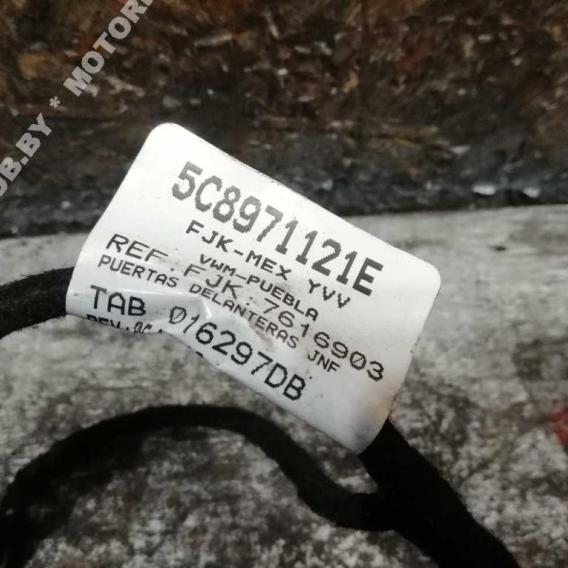 5C8971121E
FJK-MEX YVV
VWM-PUEBLA
REF.FJK:7616903
PUERTAS DELANTERAS JNF
TAB 016297DB
* MOTOR